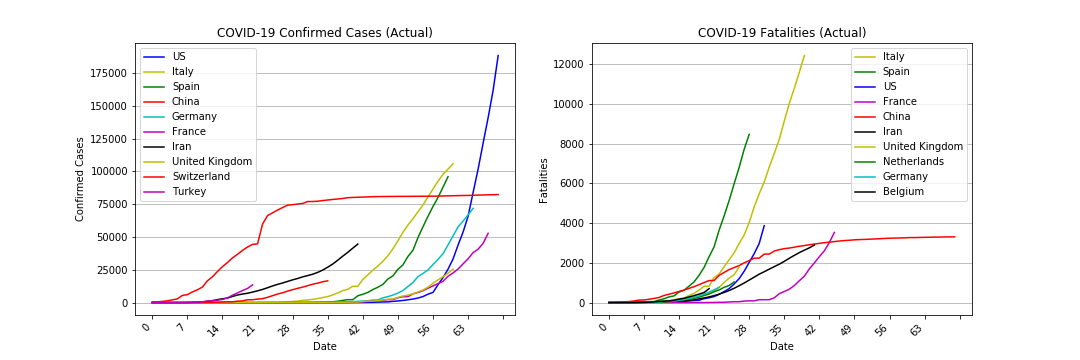 COVID-19 Confirmed Cases (Actual)
Confirmed Cases
175000
150000
125000
100000
75000
50000
25000
0
US
Italy
Spain
China
Germany
France
Iran
United Kingdom
Switzerland
Turkey
0
7
14
21
28
35
42
49
56
63
Date
COVID-19 Fatalities (Actual)
Fatalities
12000
10000
8000
6000
4000
2000
0
Italy
Spain
US
France
China
Iran
United Kingdom
Netherlands
Germany
Belgium
0
7
14
21
28
35
42
49
56
63
Date